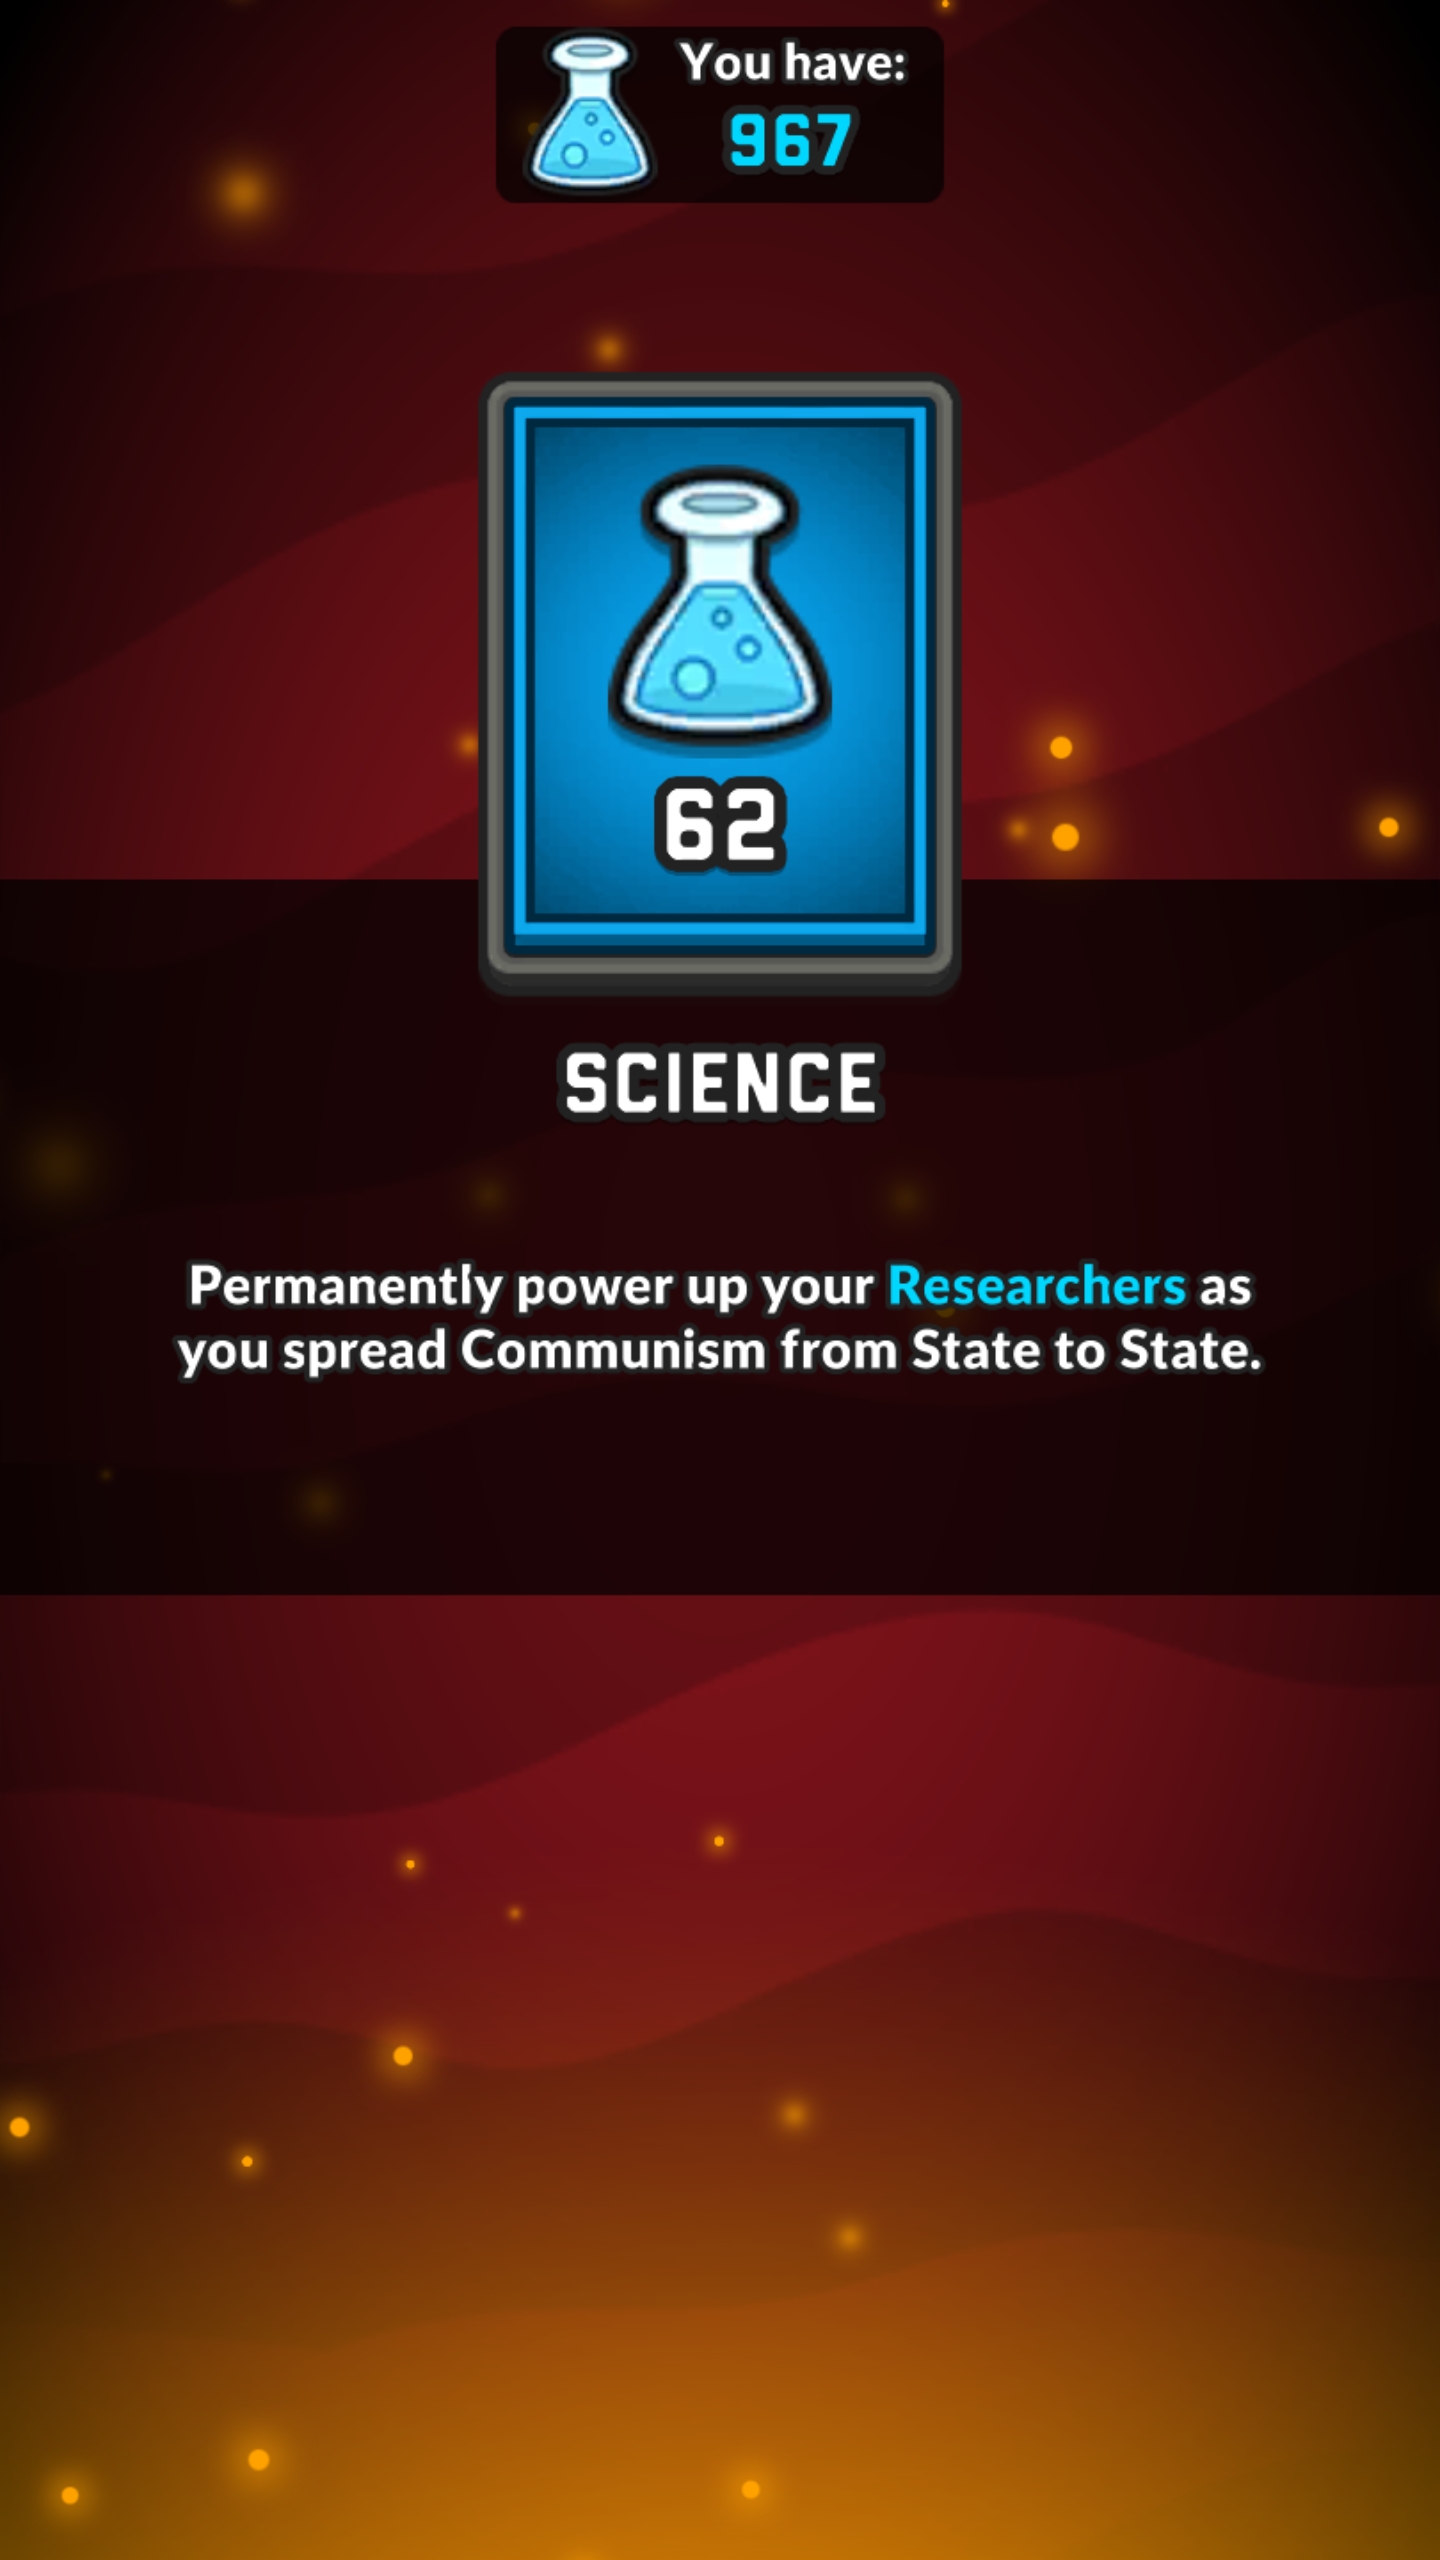 You have:
967
62
SCIENCE
Permanently power up your Researchers as
you spread Communism from State to State.